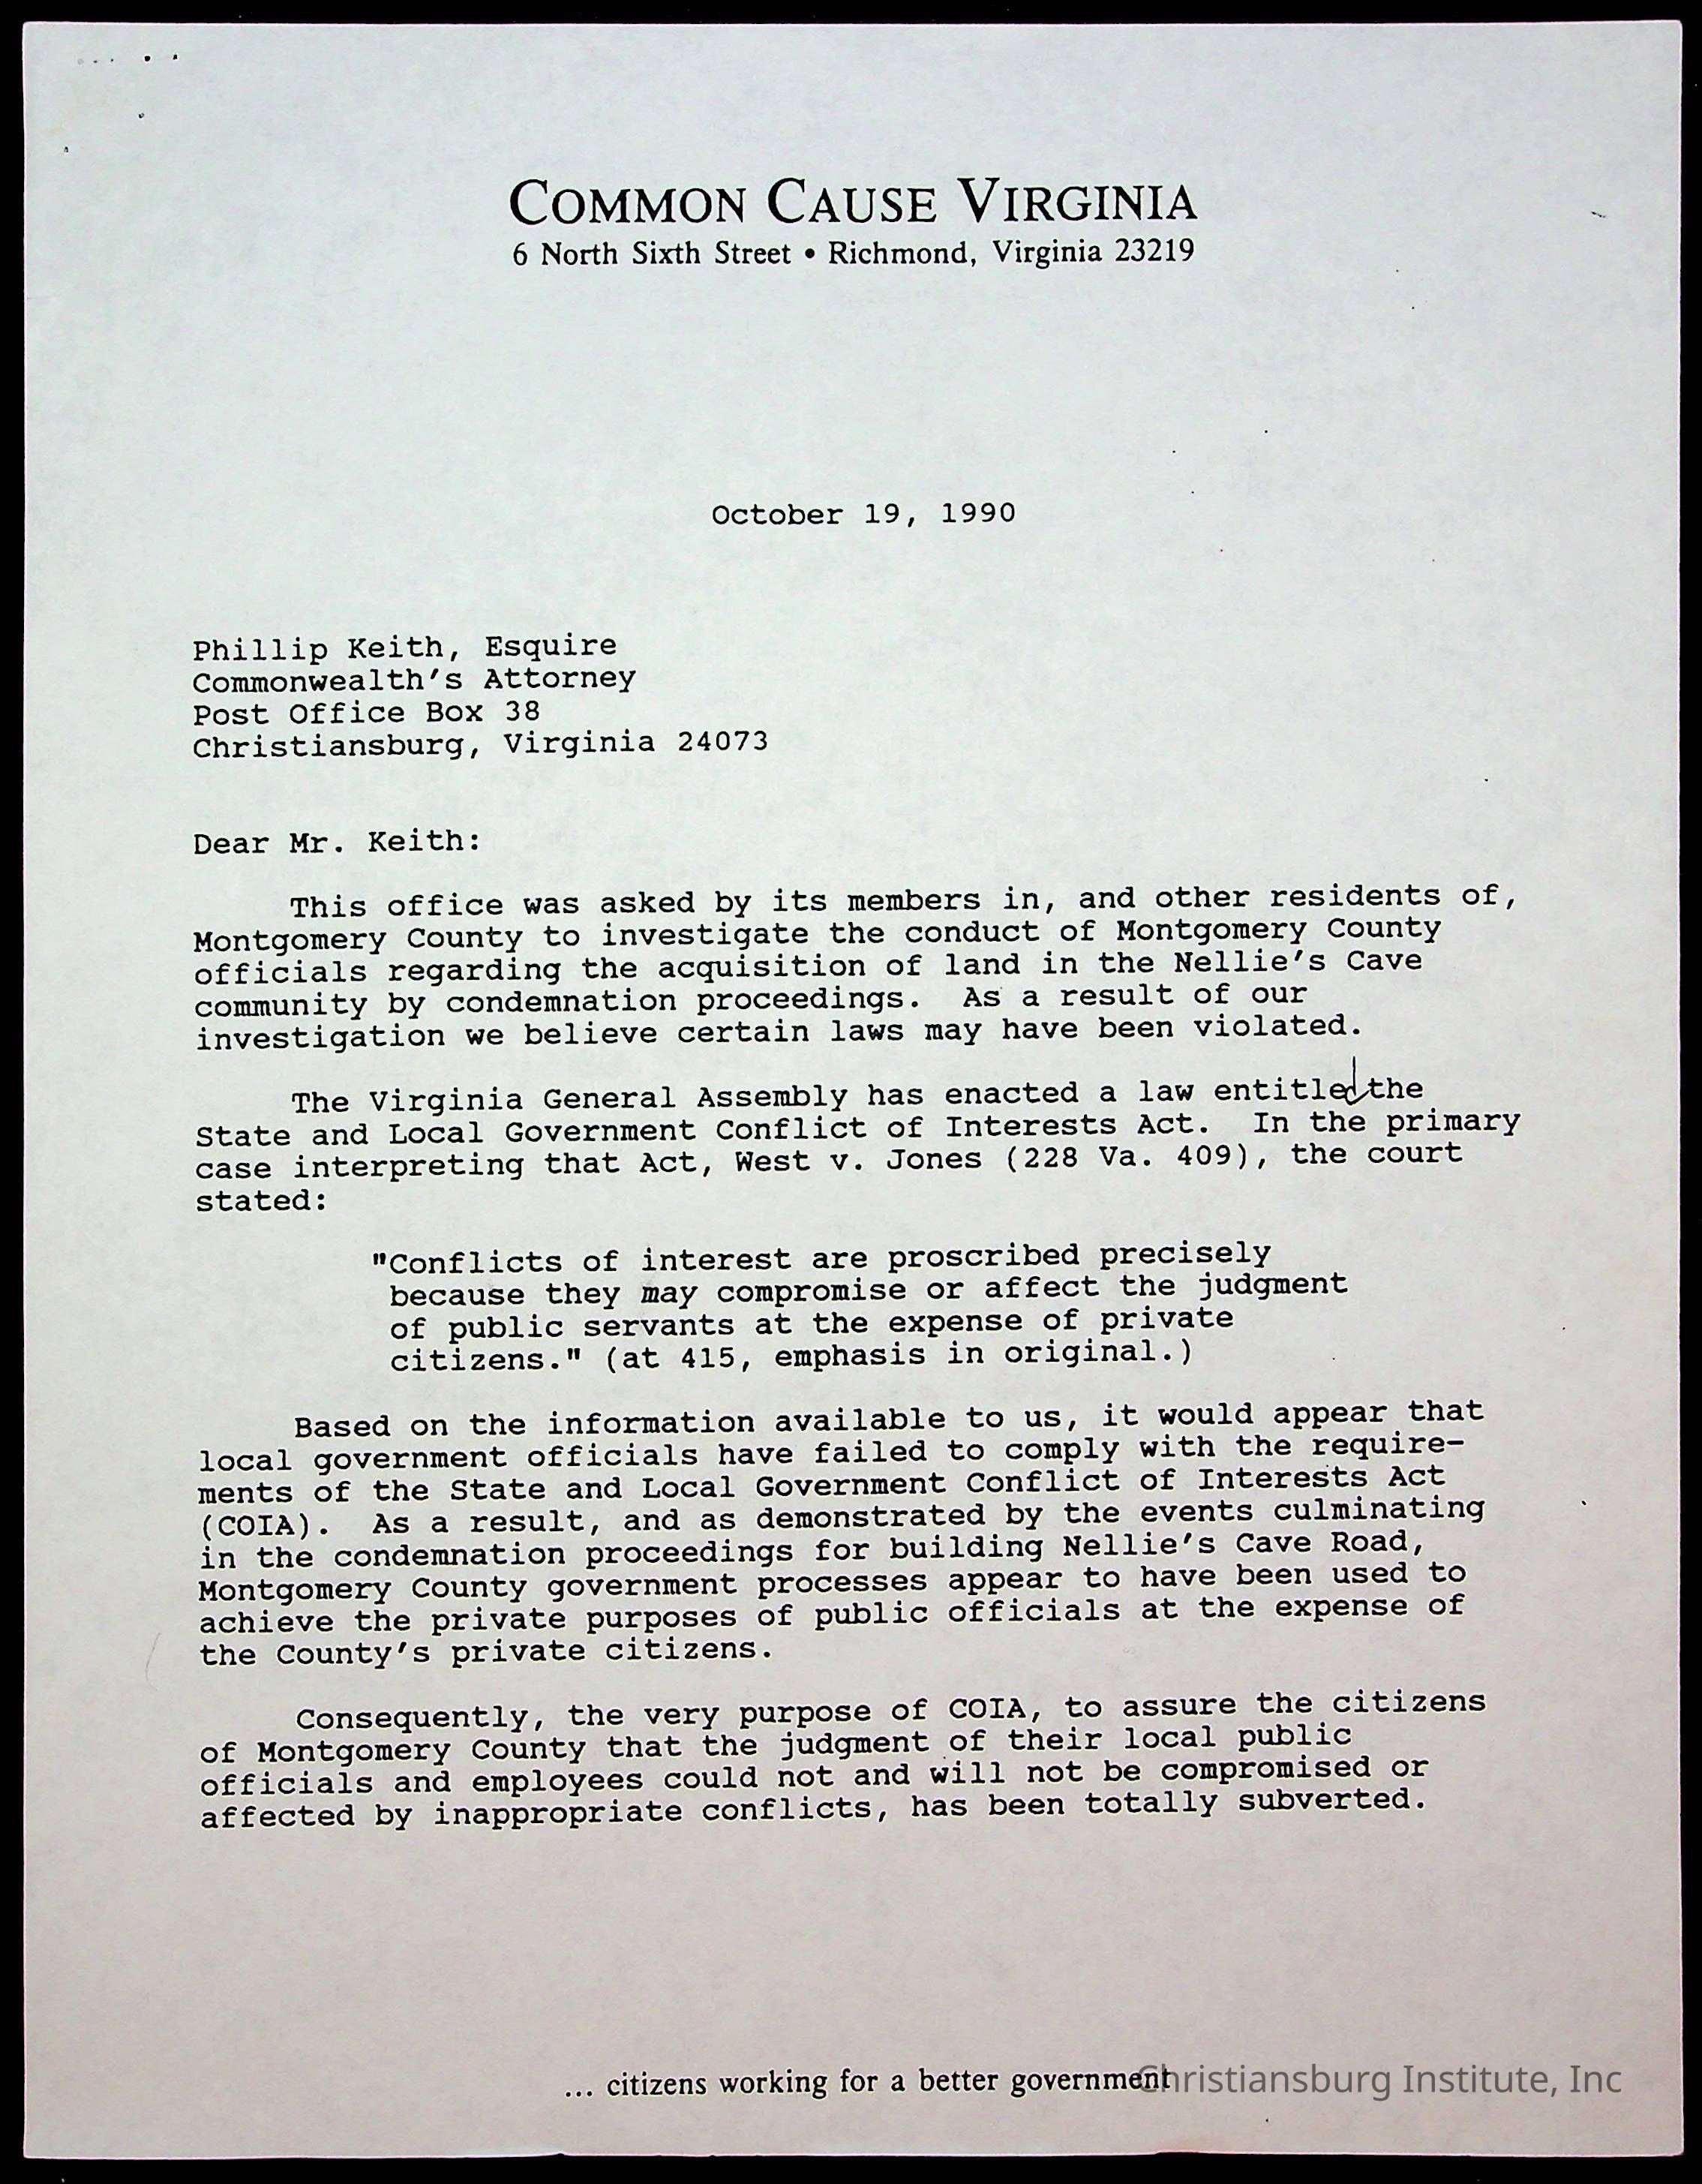 COMMON CAUSE VIRGINIA
6 North Sixth Street • Richmond, Virginia 23219
October 19, 1990
Phillip Keith, Esquire
Commonwealth's Attorney
Post Office Box 38
Christiansburg, Virginia 24073
Dear Mr. Keith:
This office was asked by its members in, and other residents of,
Montgomery County to investigate the conduct of Montgomery County
officials regarding the acquisition of land in the Nellie's Cave
community by condemnation proceedings. As a result of our
investigation we believe certain laws may have been violated.
The Virginia General Assembly has enacted a law entitled the
State and Local Government Conflict of Interests Act. In the primary
case interpreting that Act, West v. Jones (228 Va. 409), the court
stated:
"Conflicts of interest are proscribed precisely
because they may compromise or affect the judgment
of public servants at the expense of private
citizens." (at 415, emphasis in original.)
Based on the information available to us, it would appear that
local government officials have failed to comply with the require-
ments of the State and Local Government Conflict of Interests Act
(COIA). As a result, and as demonstrated by the events culminating
in the condemnation proceedings for building Nellie's Cave Road,
Montgomery County government processes appear to have been used to
achieve the private purposes of public officials at the expense of
the County's private citizens.
Consequently, the very purpose of COIA, to assure the citizens
of Montgomery County that the judgment of their local public
officials and employees could not and will not be compromised or
affected by inappropriate conflicts, has been totally subverted.
... citizens working for a better government
Christiansburg Institute, Inc